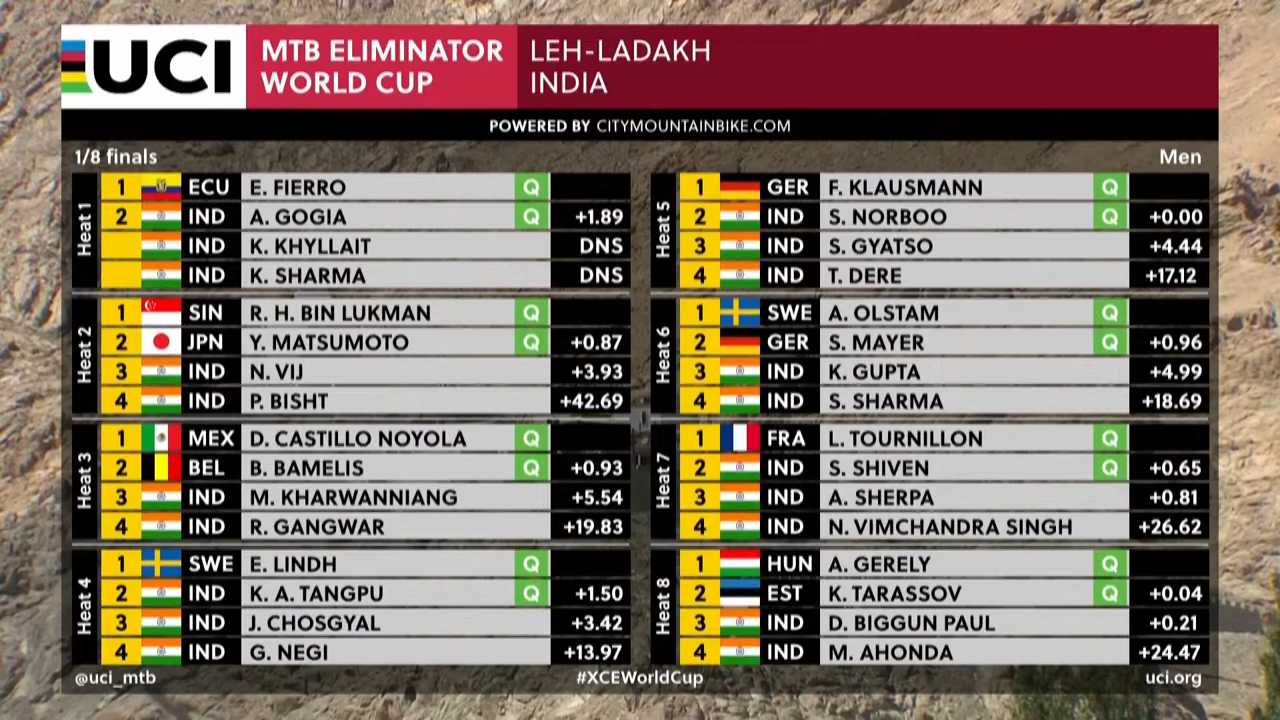 UCI
MTB ELIMINATOR
WORLD CUP
LEH-LADAKH
INDIA
POWERED BY CITYMOUNTAINBIKE.COM
1/8 finals
Men
Heat 1
1 ECU E. FIERRO Q
2 IND A. GOGIA Q +1.89
IND K. KHYLLAIT DNS
IND K. SHARMA DNS
Heat 2
1 SIN R. H. BIN LUKMAN Q
2 JPN Y. MATSUMOTO Q +0.87
3 IND N. VIJ +3.93
4 IND P. BISHT +42.69
Heat 3
1 MEX D. CASTILLO NOYOLA Q
2 BEL B. BAMELIS Q +0.93
3 IND M. KHARWANNIANG +5.54
4 IND R. GANGWAR +19.83
Heat 4
1 SWE E. LINDH Q
2 IND K. A. TANGPU Q +1.50
3 IND J. CHOSGYAL +3.42
4 IND G. NEGI +13.97
Heat 5
1 GER F. KLAUSMANN Q
2 IND S. NORBOO Q +0.00
3 IND S. GYATSO +4.44
4 IND T. DERE +17.12
Heat 6
1 SWE A. OLSTAM Q
2 GER S. MAYER Q +0.96
3 IND K. GUPTA +4.99
4 IND S. SHARMA +18.69
Heat 7
1 FRA L. TOURNILLON Q
2 IND S. SHIVEN Q +0.65
3 IND A. SHERPA +0.81
4 IND N. VIMCHANDRA SINGH +26.62
Heat 8
1 HUN A. GERELY Q
2 EST K. TARASSOV Q +0.04
3 IND D. BIGGUN PAUL +0.21
4 IND M. AHONDA +24.47
@uci_mtb
#XCEWorldCup
uci.org